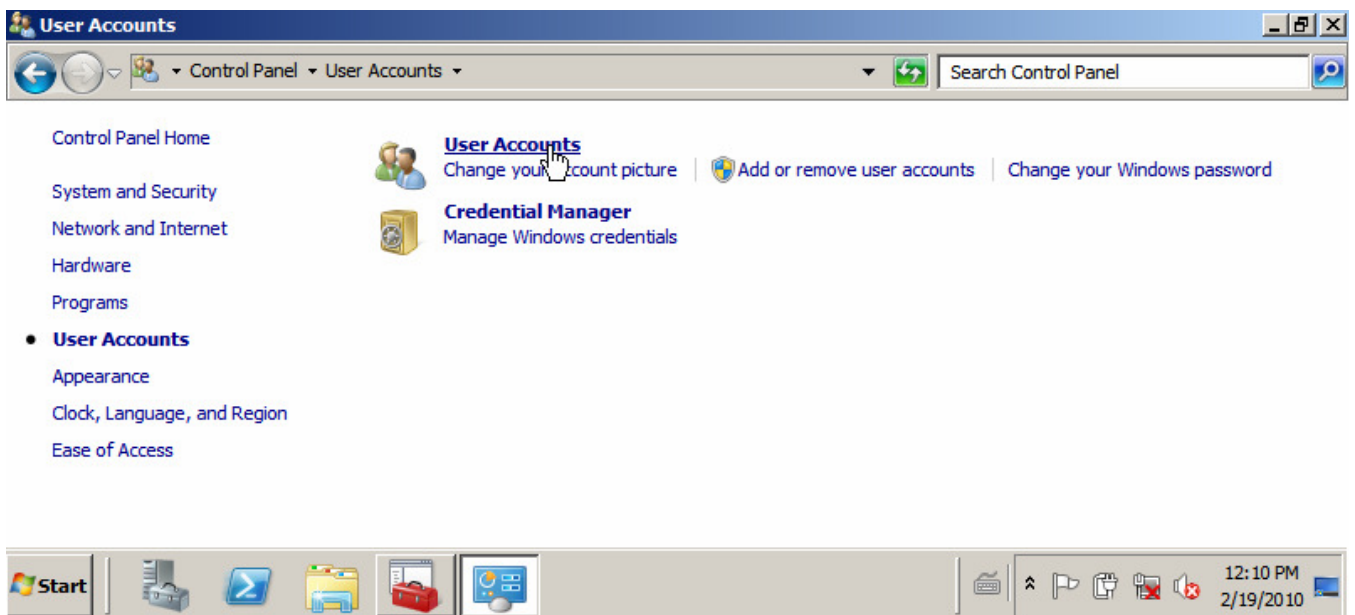 User Accounts
Control Panel User Accounts
Search Control Panel
Control Panel Home
System and Security
Network and Internet
Hardware
Programs
User Accounts
Appearance
Clock, Language, and Region
Ease of Access
User Accounts
Change your account picture Add or remove user accounts Change your Windows password
Credential Manager
Manage Windows credentials
Start
12:10 PM
2/19/2010